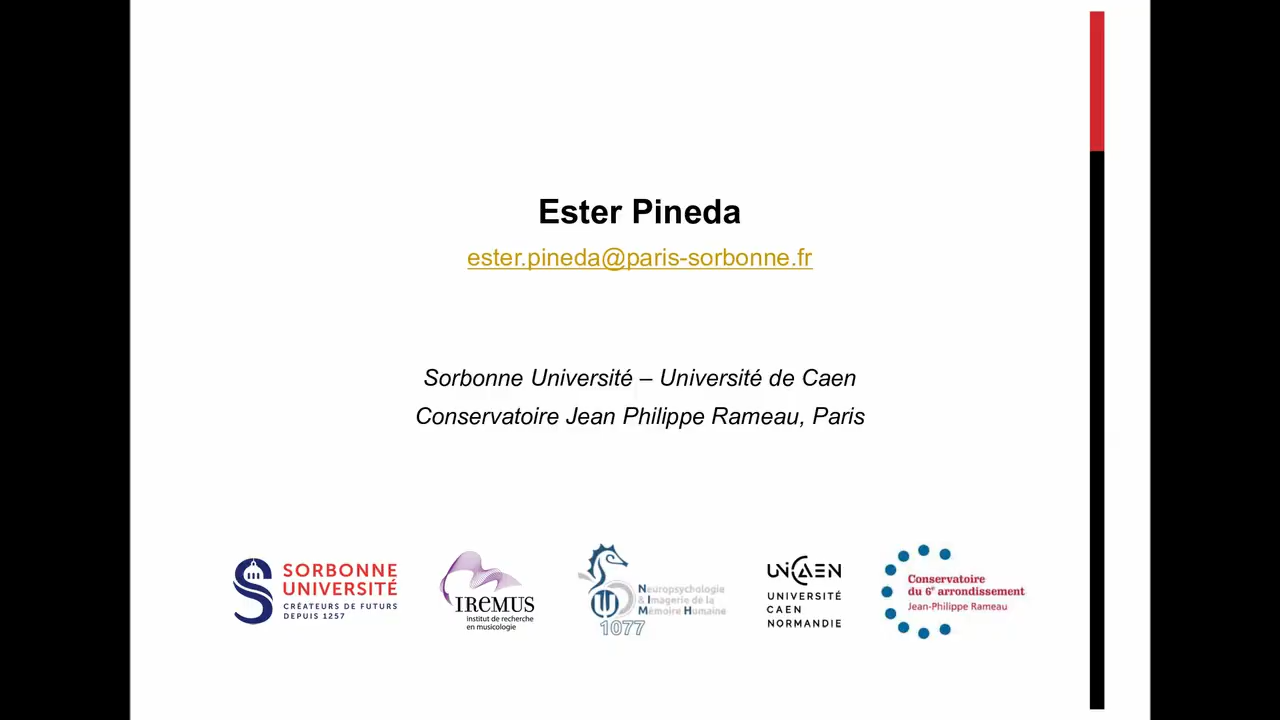 Ester Pineda
ester.pineda@paris-sorbonne.fr
Sorbonne Université – Université de Caen
Conservatoire Jean Philippe Rameau, Paris
SORBONNE
UNIVERSITÉ
CRÉATEURS DE FUTURS
DEPUIS 1257
IReMUS
Institut de recherche
en musicologie
Neuropsychologie
& Imagerie de la
Mémoire Humaine
1077
UNICAEN
UNIVERSITÉ
CAEN
NORMANDIE
Conservatoire
du 6e arrondissement
Jean-Philippe Rameau